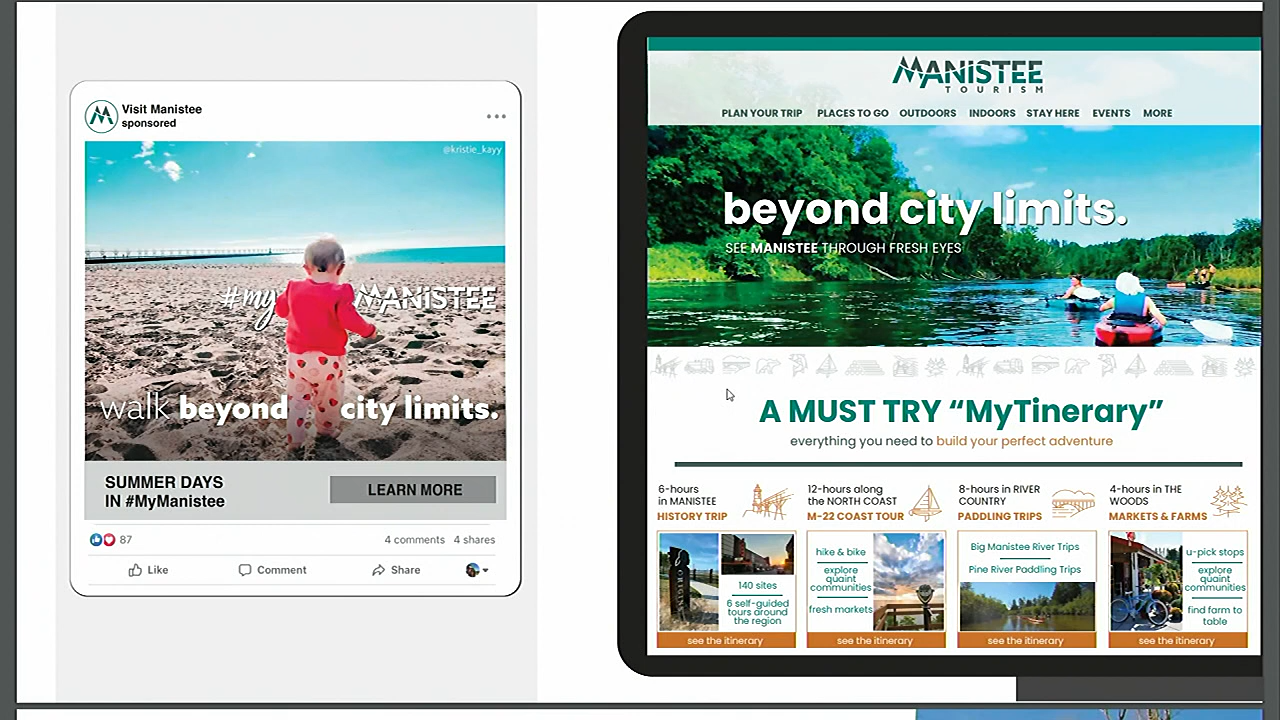 Visit Manistee
sponsored
@kristie_kayy
#my MANISTEE
walk beyond city limits.
SUMMER DAYS
IN #MyManistee
LEARN MORE
87
4 comments 4 shares
Like Comment Share
MANISTEE
TOURISM
PLAN YOUR TRIP PLACES TO GO OUTDOORS INDOORS STAY HERE EVENTS MORE
beyond city limits.
SEE MANISTEE THROUGH FRESH EYES
A MUST TRY “MyTinerary”
everything you need to build your perfect adventure
6-hours
in MANISTEE
HISTORY TRIP
140 sites
6 self-guided
tours around
the region
see the itinerary
12-hours along
the NORTH COAST
M-22 COAST TOUR
hike & bike
explore
quaint
communities
fresh markets
see the itinerary
8-hours in RIVER
COUNTRY
PADDLING TRIPS
Big Manistee River Trips
Pine River Paddling Trips
see the itinerary
4-hours in THE
WOODS
MARKETS & FARMS
u-pick stops
explore
quaint
communities
find farm to
table
see the itinerary